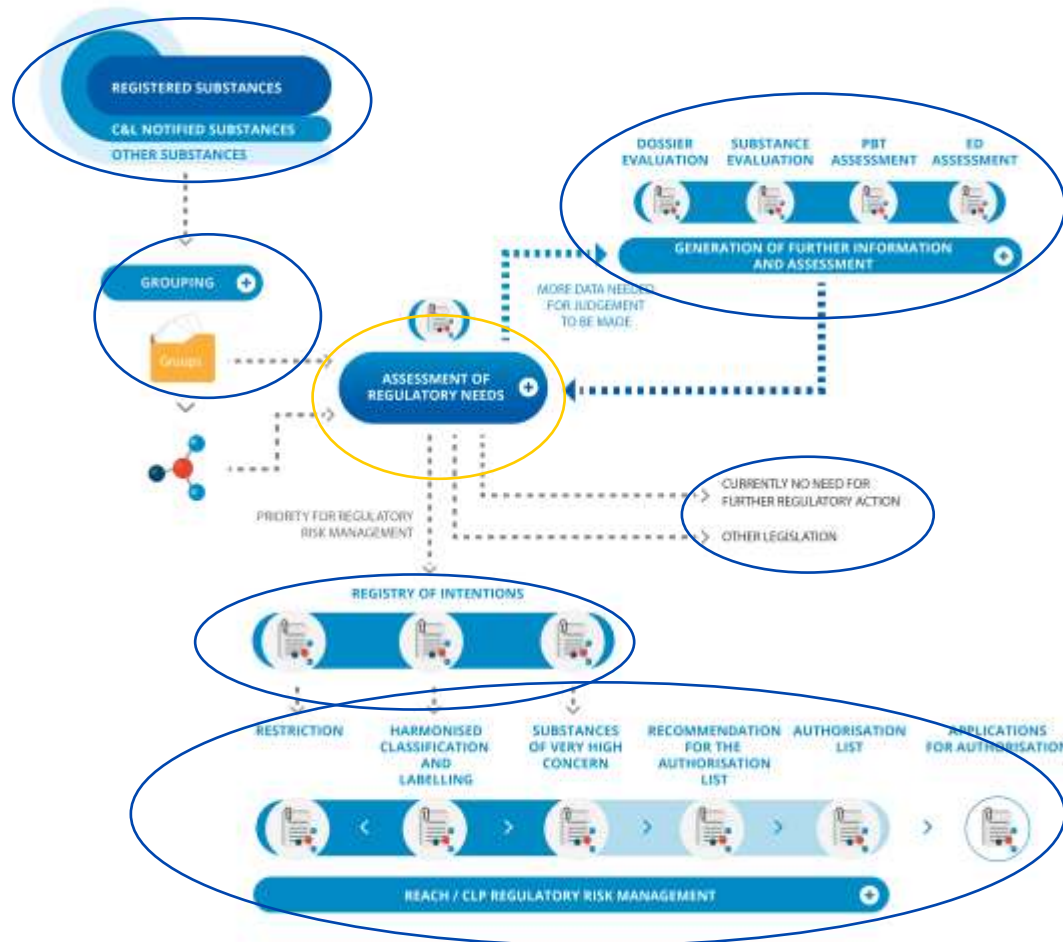 REGISTERED SUBSTANCES
C&L NOTIFIED SUBSTANCES
OTHER SUBSTANCES
DOSSIER
EVALUATION
SUBSTANCE
EVALUATION
PBT
ASSESSMENT
ED
ASSESSMENT
GENERATION OF FURTHER INFORMATION
AND ASSESSMENT
GROUPING
Groups
MORE DATA NEEDED
FOR JUDGEMENT
TO BE MADE
ASSESSMENT OF
REGULATORY NEEDS
CURRENTLY NO NEED FOR
FURTHER REGULATORY ACTION
OTHER LEGISLATION
PRIORITY FOR REGULATORY
RISK MANAGEMENT
REGISTRY OF INTENTIONS
RESTRICTION
HARMONISED
CLASSIFICATION
AND
LABELLING
SUBSTANCES
OF VERY HIGH
CONCERN
RECOMMENDATION
FOR THE
AUTHORISATION
LIST
AUTHORISATION
LIST
APPLICATIONS
FOR AUTHORISATION
REACH / CLP REGULATORY RISK MANAGEMENT